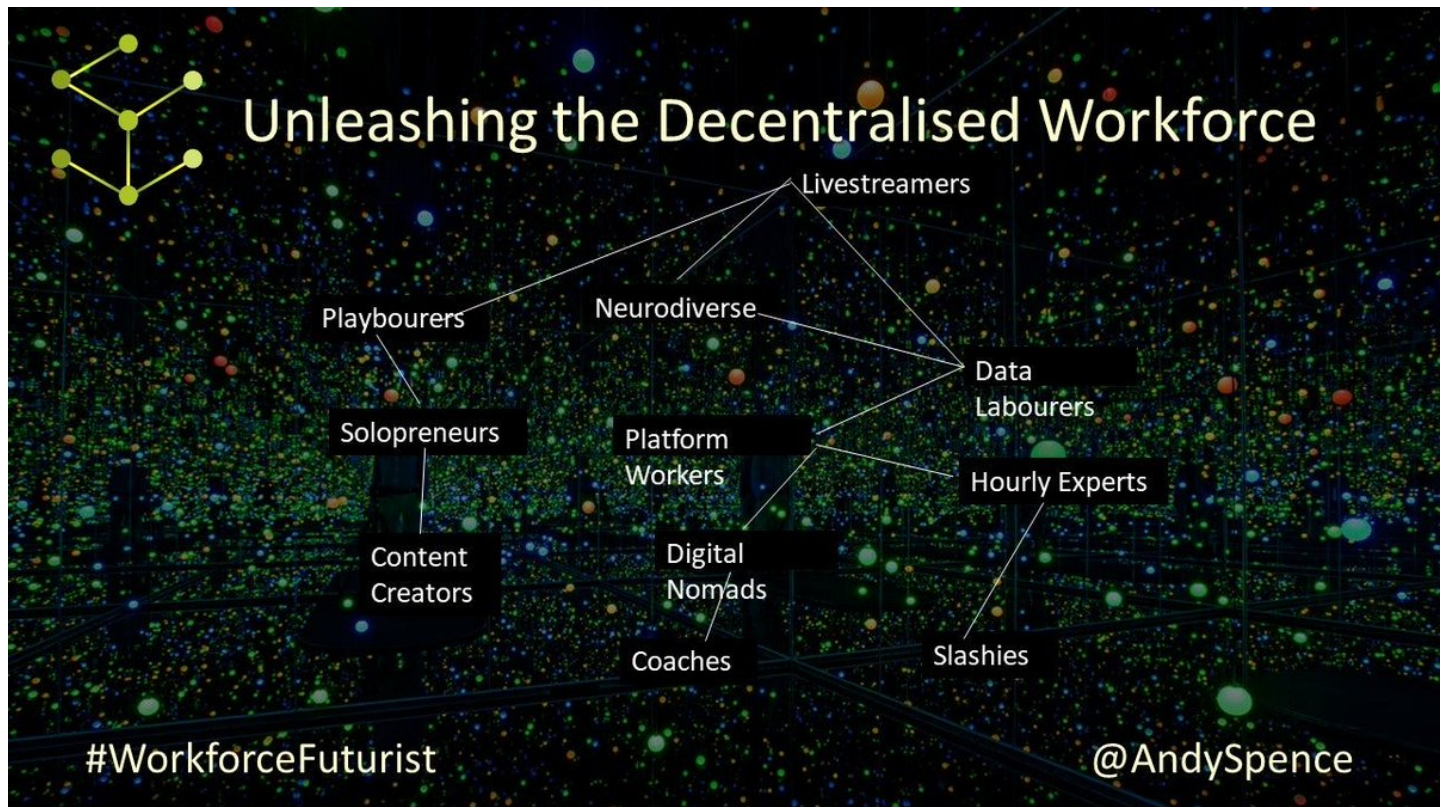 Unleashing the Decentralised Workforce
Livestreamers
Playbourers
Neurodiverse
Data
Labourers
Solopreneurs
Platform
Workers
Hourly Experts
Content
Creators
Digital
Nomads
Coaches
Slashies
#WorkforceFuturist
@AndySpence